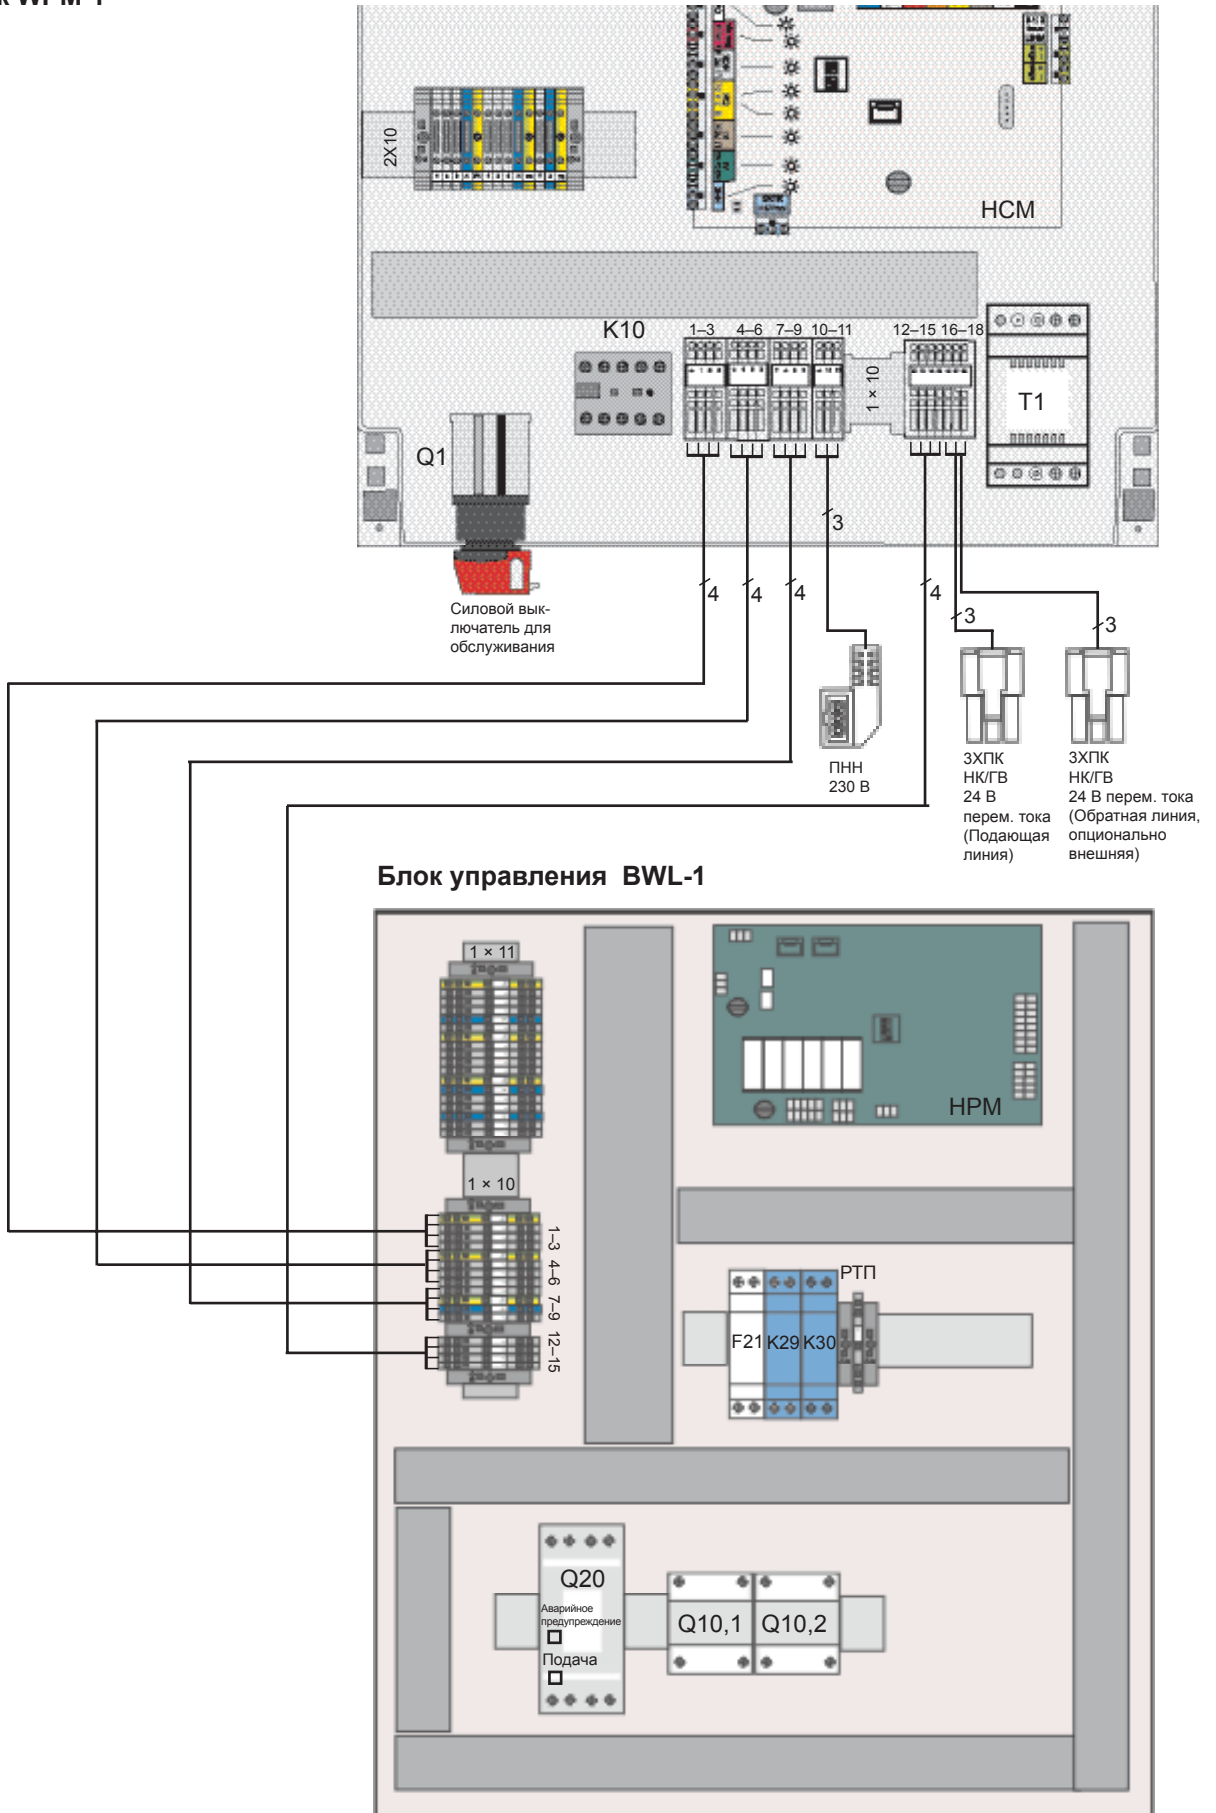 2X10
HCM
K10
1–3
4–6
7–9
10–11
12–15
16–18
1 × 10
T1
Q1
3
4
4
4
4
3
3
Силовой вык-
лючатель для
обслуживания
ПНН
230 В
3ХПК
НК/ГВ
24 В
перем. тока
(Подающая
линия)
3ХПК
НК/ГВ
24 В перем. тока
(Обратная линия,
опционально
внешняя)
Блок управления BWL-1
1 × 11
HPM
1 × 10
1–3
4–6
7–9
12–15
РТП
F21
K29
K30
Q20
Аварийное
предупреждение
Подача
Q10,1
Q10,2